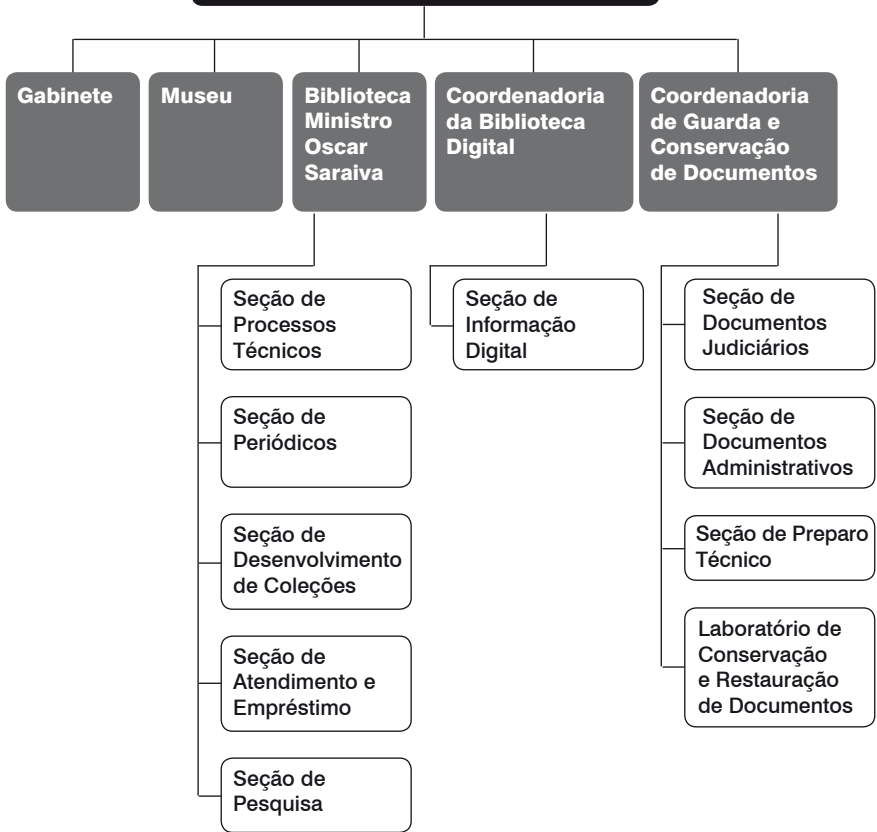 Gabinete
Museu
Biblioteca
Ministro
Oscar
Saraiva
Coordenadoria
da Biblioteca
Digital
Coordenadoria
de Guarda e
Conservação
de Documentos
Seção de
Processos
Técnicos
Seção de
Periódicos
Seção de
Desenvolvimento
de Coleções
Seção de
Atendimento e
Empréstimo
Seção de
Pesquisa
Seção de
Informação
Digital
Seção de
Documentos
Judiciários
Seção de
Documentos
Administrativos
Seção de Preparo
Técnico
Laboratório de
Conservação
e Restauração
de Documentos